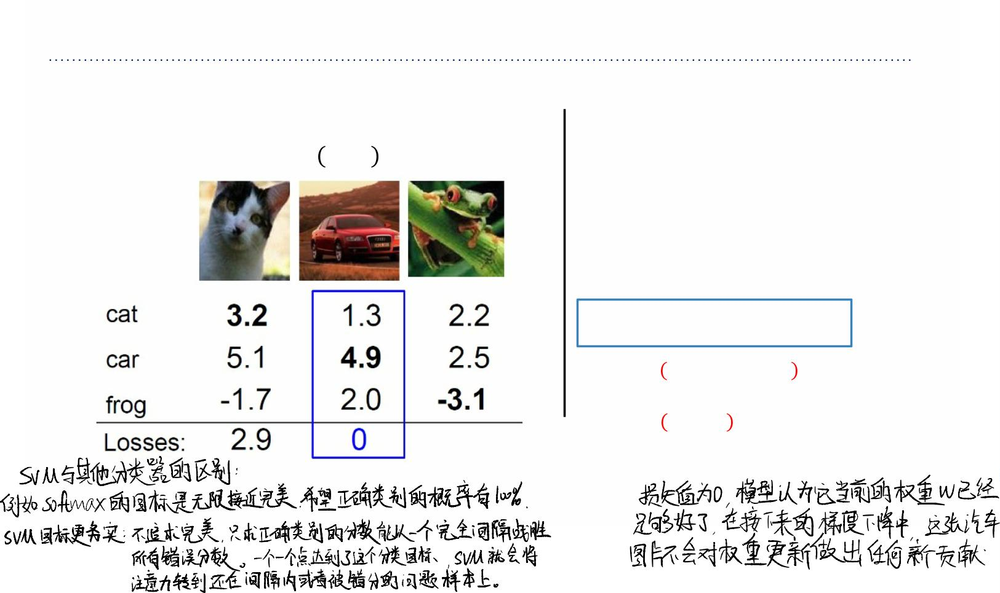 (    )
cat 3.2 1.3 2.2
car 5.1 4.9 2.5
frog -1.7 2.0 -3.1
(    )
(    )
Losses: 2.9 0
SVM与其他分类器的区别:
例如softmax的目标是无限接近完美,希望正确类别的概率有100%.
SVM目标更务实:不追求完美,只求正确类别的分数能从一个完全间隔战胜
所有错误分数。一个一个点达到了这个分类目标、SVM就会将
注意力转到还在间隔内或者被错分的问题样本上。
损失值为0,模型认为它当前的权重W已经
足够好了,在接下来的梯度下降中,这张汽车
图片不会对权重更新做出任何新贡献.